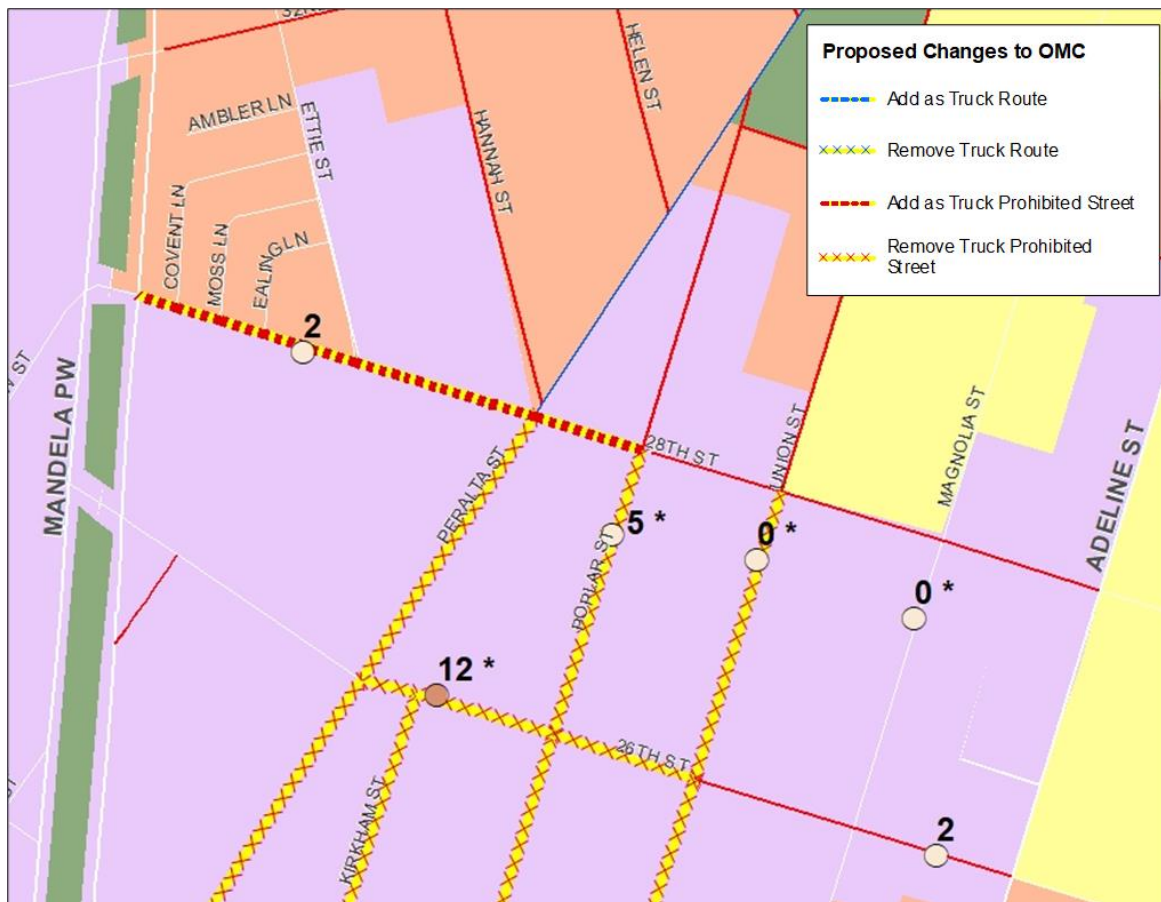 32ND
HELEN ST
Proposed Changes to OMC
Add as Truck Route
Remove Truck Route
Add as Truck Prohibited Street
Remove Truck Prohibited
Street
AMBLER LN
ETTIE ST
HANNAH ST
COVENT LN
MOSS LN
EALING LN
2
ST
MANDELA PW
28TH ST
UNION ST
MAGNOLIA ST
ADELINE ST
PERALTA ST
5 *
0 *
POPLAR ST
0 *
12 *
26TH ST
KIRKHAM ST
2
ST